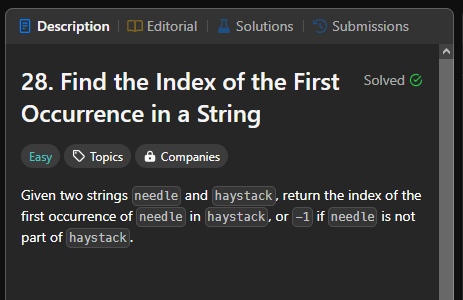 Description | Editorial | Solutions | Submissions
28. Find the Index of the First
Solved
Occurrence in a String
Easy Topics Companies
Given two strings needle and haystack, return the index of the
first occurrence of needle in haystack, or -1 if needle is not
part of haystack.